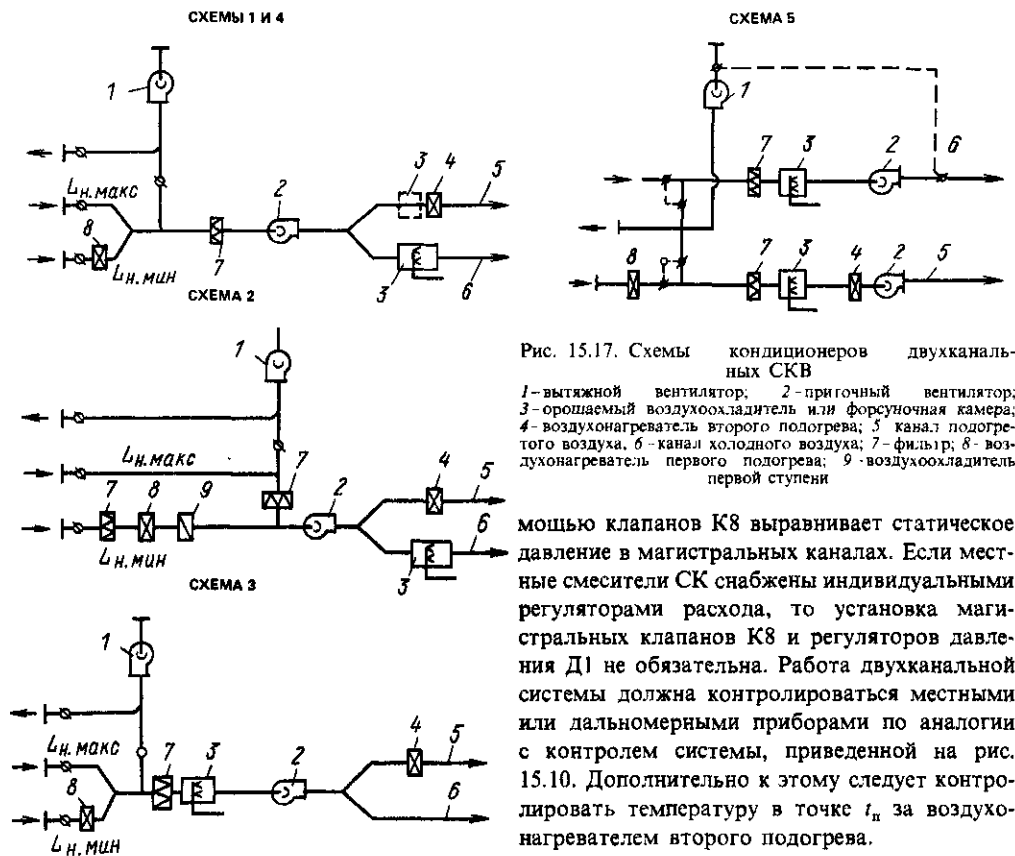 СХЕМЫ 1 И 4
1
Lн.макс
8
Lн.мин
7
2
3
4
5
3
6
СХЕМА 2
1
Lн.макс
7
8
9
Lн.мин
7
2
4
5
3
6
СХЕМА 3
1
Lн.макс
8
Lн.мин
7
3
2
4
5
6
СХЕМА 5
1
7
3
2
6
8
7
3
4
2
5
Рис. 15.17. Схемы кондиционеров двухканаль-
ных СКВ
1-вытяжной вентилятор; 2-приточный вентилятор;
3-орошаемый воздухоохладитель или форсуночная камера;
4-воздухонагреватель второго подогрева; 5 канал подогре-
того воздуха, 6-канал холодного воздуха; 7-фильтр; 8-воз-
духонагреватель первого подогрева; 9-воздухоохладитель
первой ступени
мощью клапанов К8 выравнивает статическое
давление в магистральных каналах. Если мест-
ные смесители СК снабжены индивидуальными
регуляторами расхода, то установка маги-
стральных клапанов К8 и регуляторов давле-
ния Д1 не обязательна. Работа двухканальной
системы должна контролироваться местными
или дальномерными приборами по аналогии
с контролем системы, приведенной на рис.
15.10. Дополнительно к этому следует контро-
лировать температуру в точке tп за воздухо-
нагревателем второго подогрева.